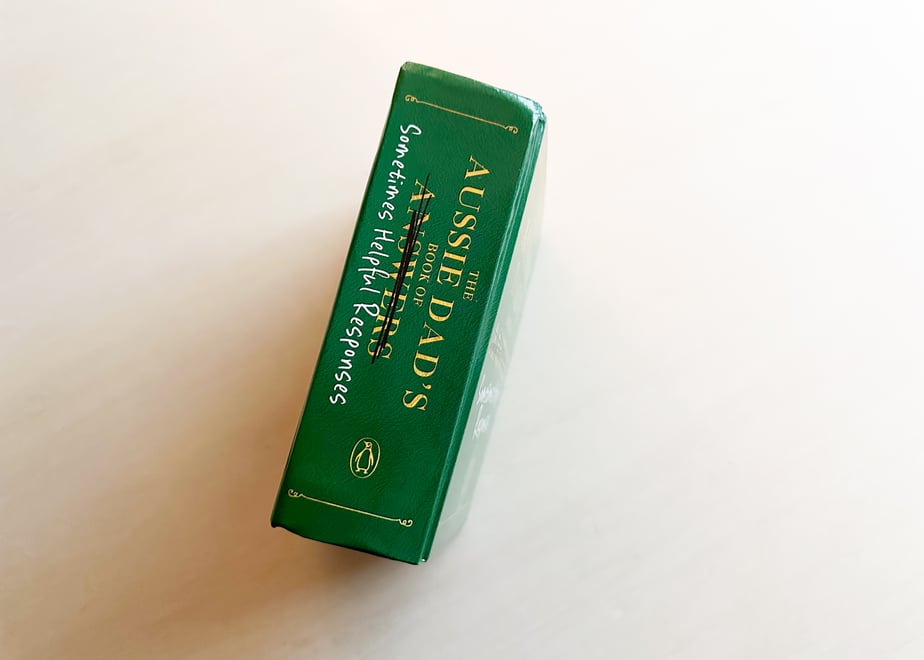 THE
AUSSIE DAD'S
BOOK OF
ANSWERS
Sometimes Helpful Responses